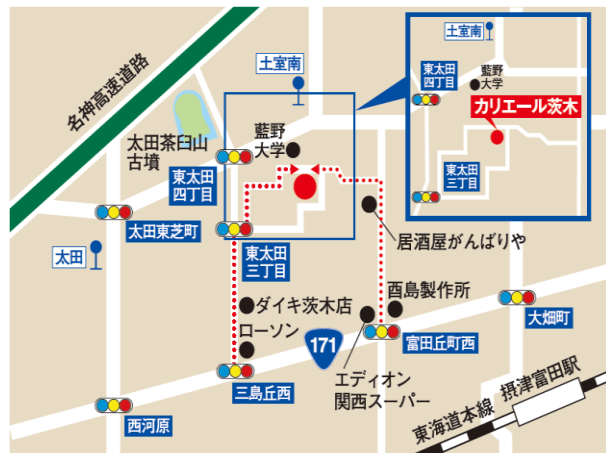 名神高速道路
土室南
太田茶臼山
古墳
藍野
大学
東太田
四丁目
太田東芝町
東太田
三丁目
太田
居酒屋がんばりや
ダイキ茨木店
ローソン
酉島製作所
大畑町
171
富田丘町西
エディオン
関西スーパー
三島丘西
西河原
東海道本線 摂津富田駅
土室南
東太田
四丁目
藍野
大学
カリエール茨木
東太田
三丁目